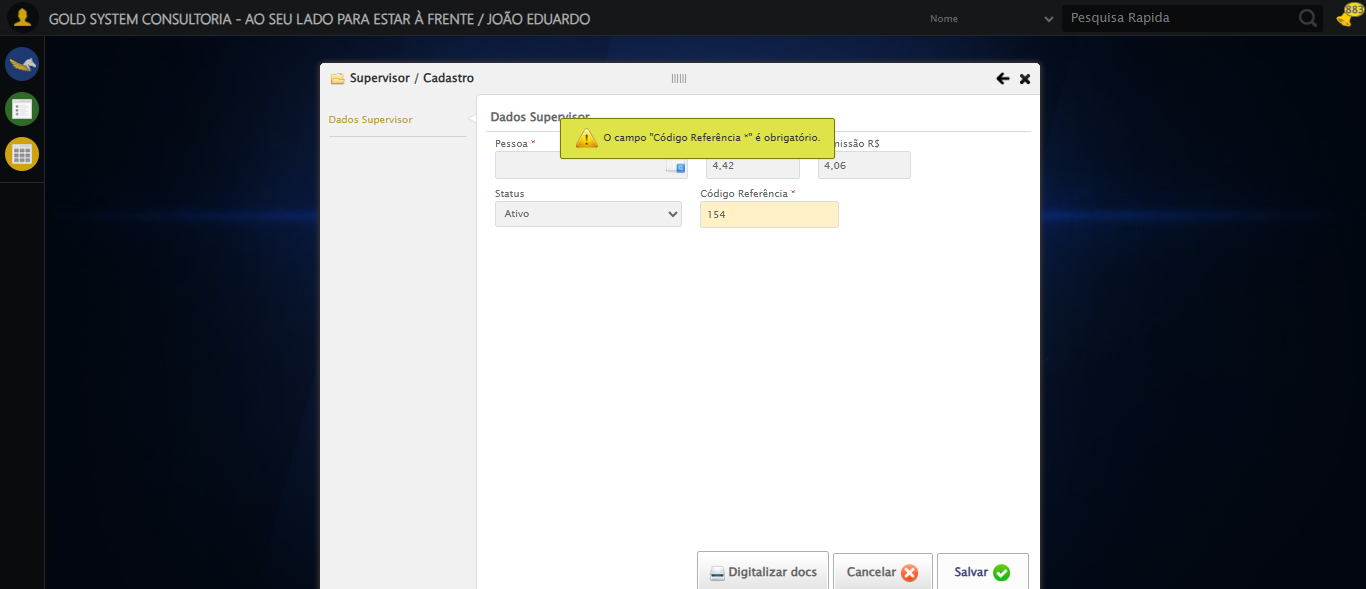 GOLD SYSTEM CONSULTORIA - AO SEU LADO PARA ESTAR À FRENTE / JOÃO EDUARDO
Nome
Pesquisa Rapida
883
Supervisor / Cadastro
Dados Supervisor
Dados Supervisor
O campo "Código Referência *" é obrigatório.
Pessoa *
missão R$
4,42
4,06
Status
Código Referência *
Ativo
154
Digitalizar docs
Cancelar
Salvar